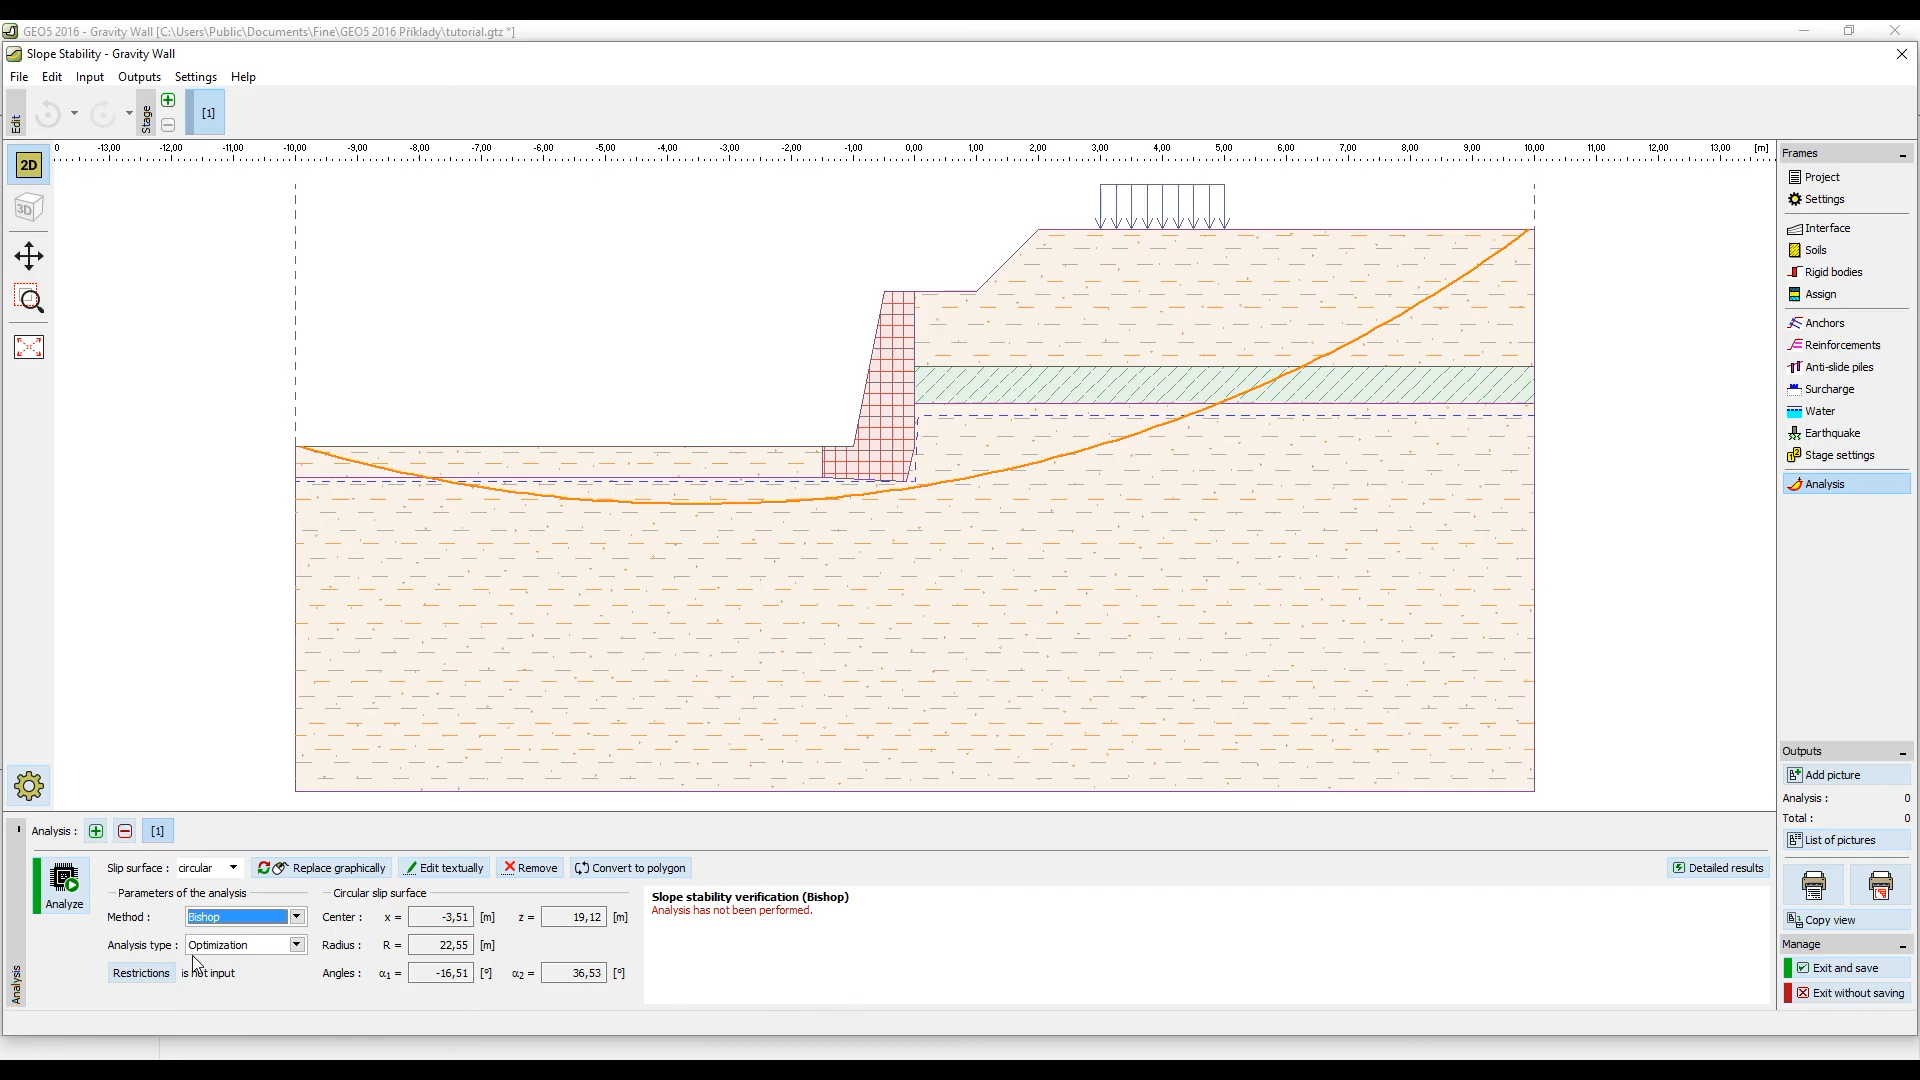 GEO5 2016 - Gravity Wall [C:\Users\Public\Documents\Fine\GEO5 2016 Příklady\tutorial.gtz *]
Slope Stability - Gravity Wall
File Edit Input Outputs Settings Help
Edit
Stage
[1]
2D
0 -13,00 -12,00 -11,00 -10,00 -9,00 -8,00 -7,00 -6,00 -5,00 -4,00 -3,00 -2,00 -1,00 0,00 1,00 2,00 3,00 4,00 5,00 6,00 7,00 8,00 9,00 10,00 11,00 12,00 13,00 [m]
3D
Frames
Project
Settings
Interface
Soils
Rigid bodies
Assign
Anchors
Reinforcements
Anti-slide piles
Surcharge
Water
Earthquake
Stage settings
Analysis
Outputs
Add picture
Analysis : 0
Total : 0
List of pictures
Copy view
Manage
Exit and save
Exit without saving
Analysis : [1]
Analysis
Analyze
Slip surface : circular Replace graphically Edit textually Remove Convert to polygon Detailed results
Parameters of the analysis Circular slip surface
Method : Bishop Center : x = -3,51 [m] z = 19,12 [m]
Analysis type : Optimization Radius : R = 22,55 [m]
Restrictions is not input Angles : α1 = -16,51 [°] α2 = 36,53 [°]
Slope stability verification (Bishop)
Analysis has not been performed.